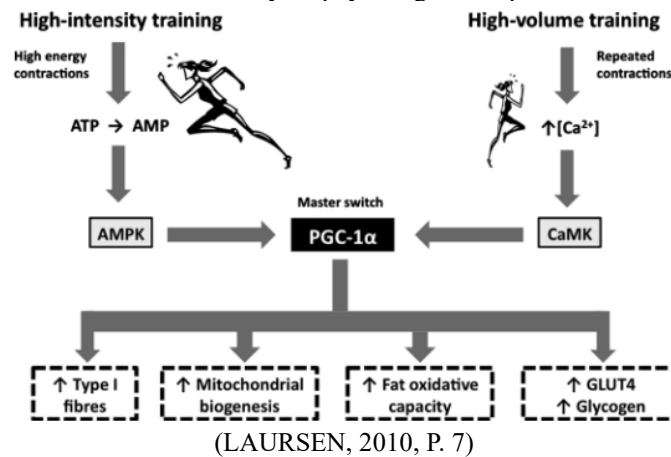 High-intensity training
High-volume training
High energy
contractions
Repeated
contractions
ATP → AMP
↑[Ca²⁺]
Master switch
AMPK
PGC-1α
CaMK
↑ Type I
fibres
↑ Mitochondrial
biogenesis
↑ Fat oxidative
capacity
↑ GLUT4
↑ Glycogen
(LAURSEN, 2010, P. 7)